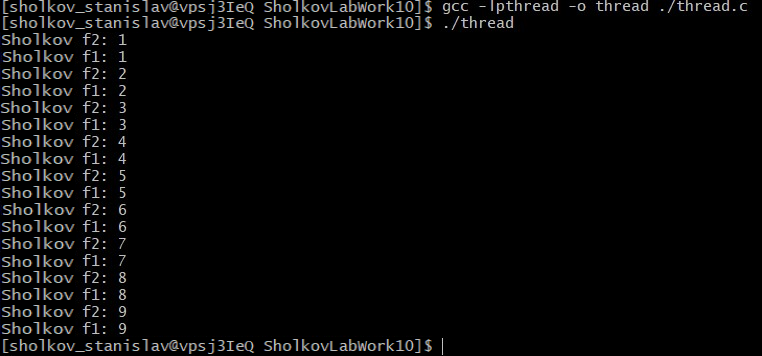 [sholkov_stanislav@vpsj3IeQ SholkovLabWork10]$ gcc -lpthread -o thread ./thread.c
[sholkov_stanislav@vpsj3IeQ SholkovLabWork10]$ ./thread
Sholkov f2: 1
Sholkov f1: 1
Sholkov f2: 2
Sholkov f1: 2
Sholkov f2: 3
Sholkov f1: 3
Sholkov f2: 4
Sholkov f1: 4
Sholkov f2: 5
Sholkov f1: 5
Sholkov f2: 6
Sholkov f1: 6
Sholkov f2: 7
Sholkov f1: 7
Sholkov f2: 8
Sholkov f1: 8
Sholkov f2: 9
Sholkov f1: 9
[sholkov_stanislav@vpsj3IeQ SholkovLabWork10]$